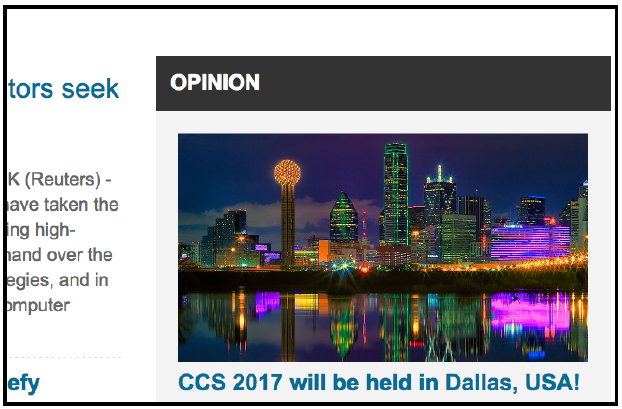 tors seek
K (Reuters) -
have taken the
ing high-
hand over the
egies, and in
omputer
efy
OPINION
CCS 2017 will be held in Dallas, USA!